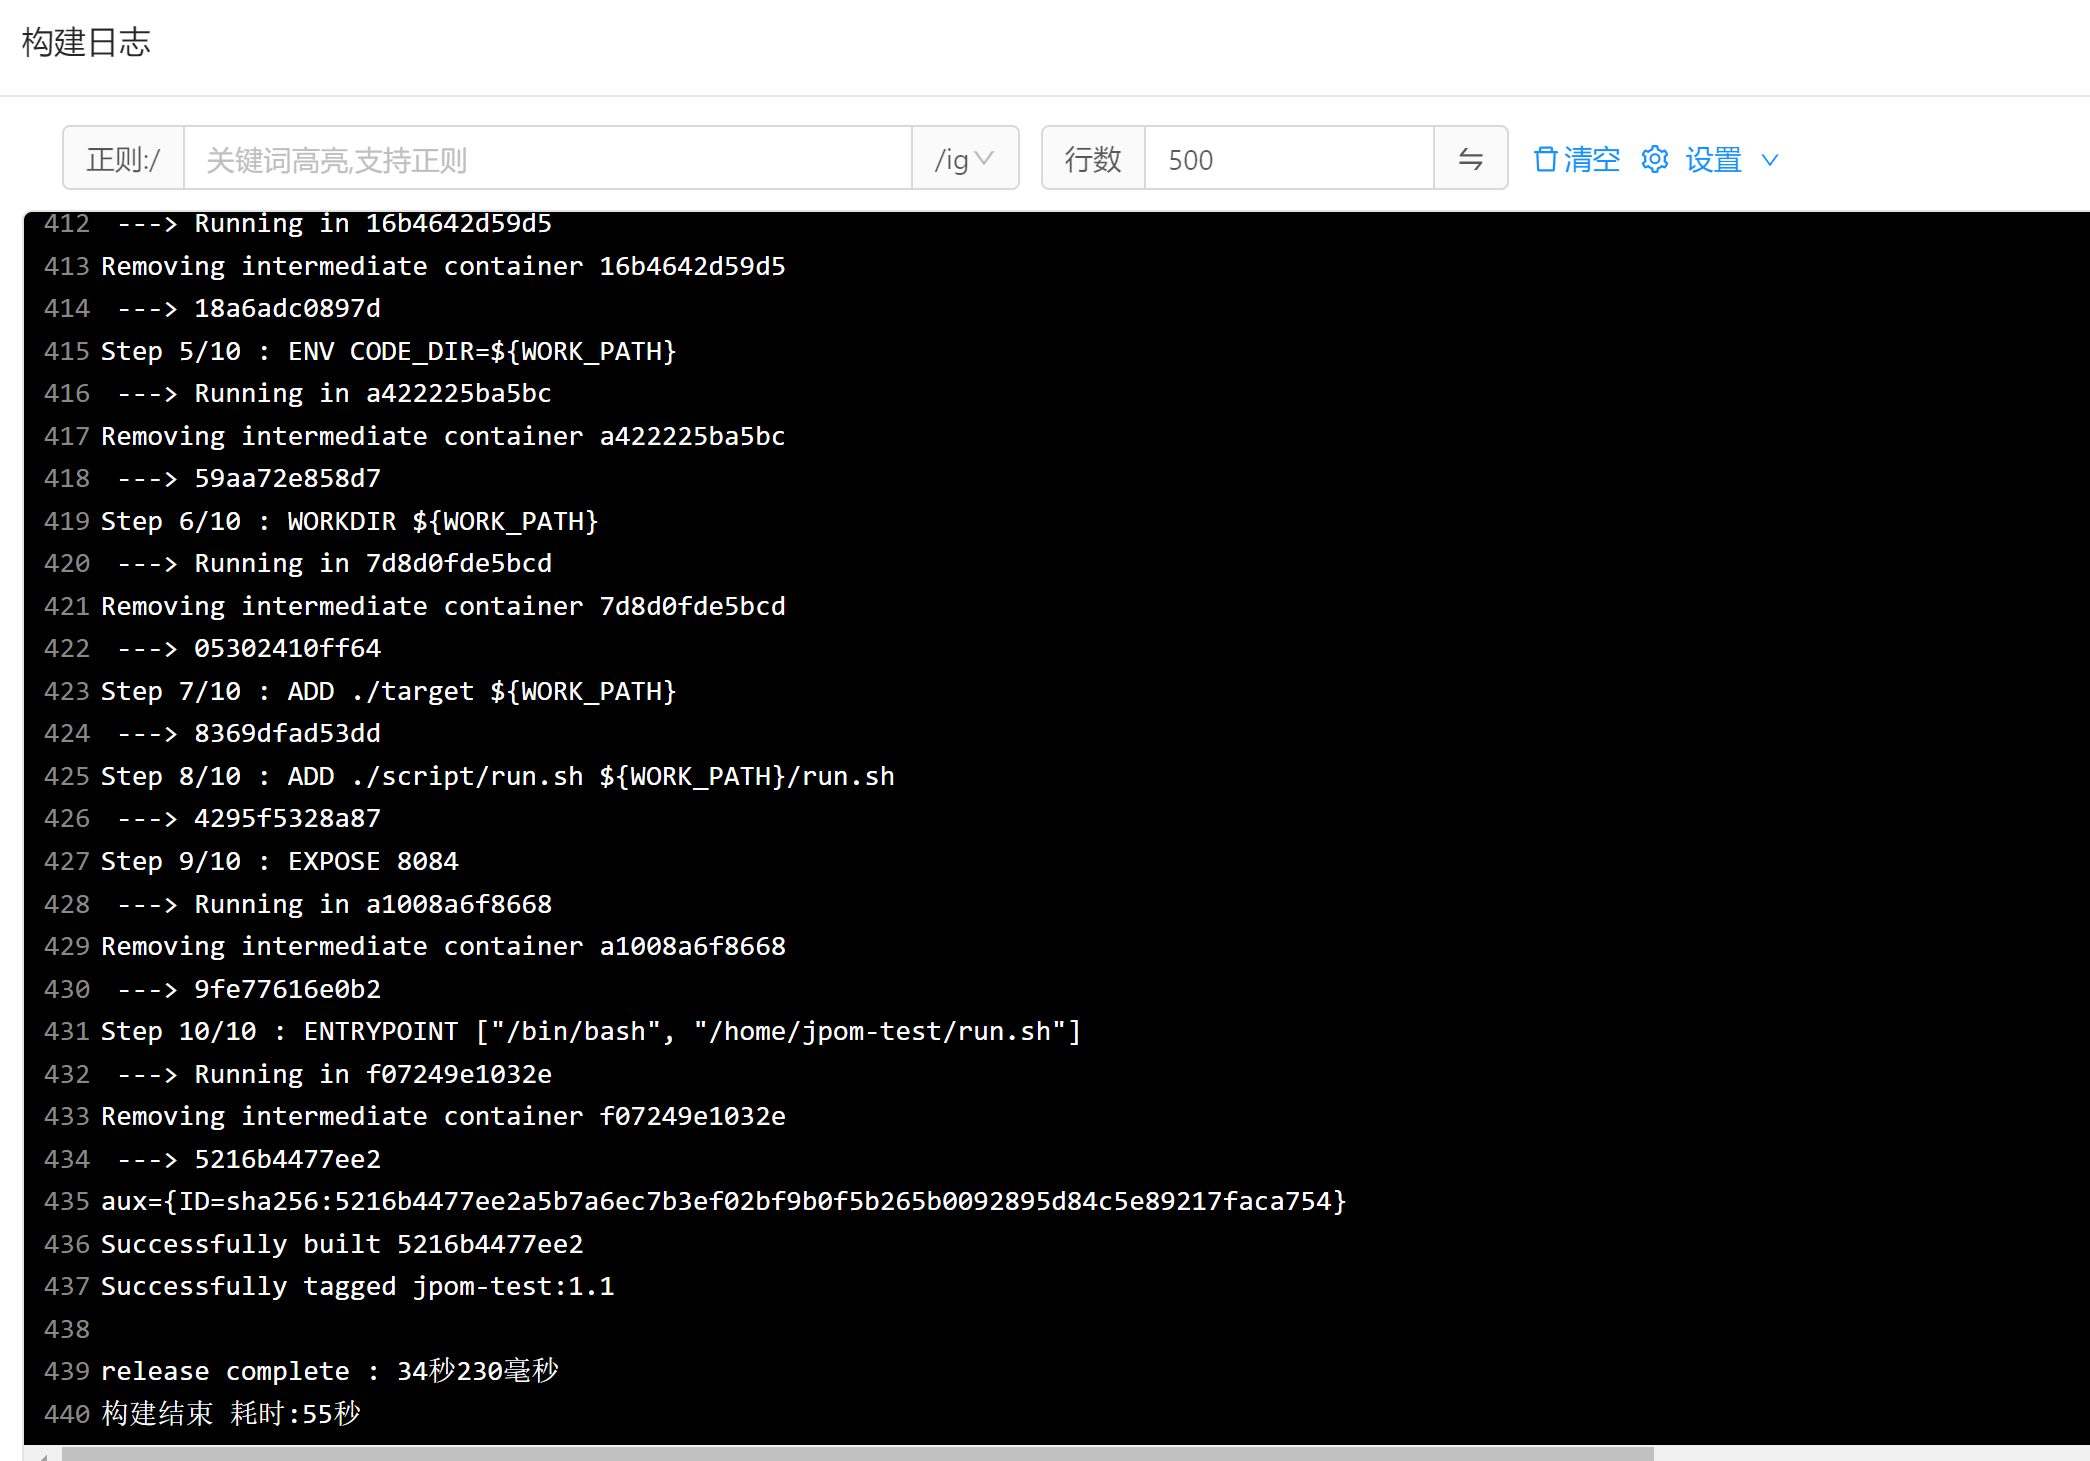 构建日志
正则:/ 关键词高亮,支持正则 /ig 行数 500 清空 设置
412  ---> Running in 16b4642d59d5
413 Removing intermediate container 16b4642d59d5
414  ---> 18a6adc0897d
415 Step 5/10 : ENV CODE_DIR=${WORK_PATH}
416  ---> Running in a422225ba5bc
417 Removing intermediate container a422225ba5bc
418  ---> 59aa72e858d7
419 Step 6/10 : WORKDIR ${WORK_PATH}
420  ---> Running in 7d8d0fde5bcd
421 Removing intermediate container 7d8d0fde5bcd
422  ---> 05302410ff64
423 Step 7/10 : ADD ./target ${WORK_PATH}
424  ---> 8369dfad53dd
425 Step 8/10 : ADD ./script/run.sh ${WORK_PATH}/run.sh
426  ---> 4295f5328a87
427 Step 9/10 : EXPOSE 8084
428  ---> Running in a1008a6f8668
429 Removing intermediate container a1008a6f8668
430  ---> 9fe77616e0b2
431 Step 10/10 : ENTRYPOINT ["/bin/bash", "/home/jpom-test/run.sh"]
432  ---> Running in f07249e1032e
433 Removing intermediate container f07249e1032e
434  ---> 5216b4477ee2
435 aux={ID=sha256:5216b4477ee2a5b7a6ec7b3ef02bf9b0f5b265b0092895d84c5e89217faca754}
436 Successfully built 5216b4477ee2
437 Successfully tagged jpom-test:1.1
438
439 release complete : 34秒230毫秒
440 构建结束 耗时:55秒